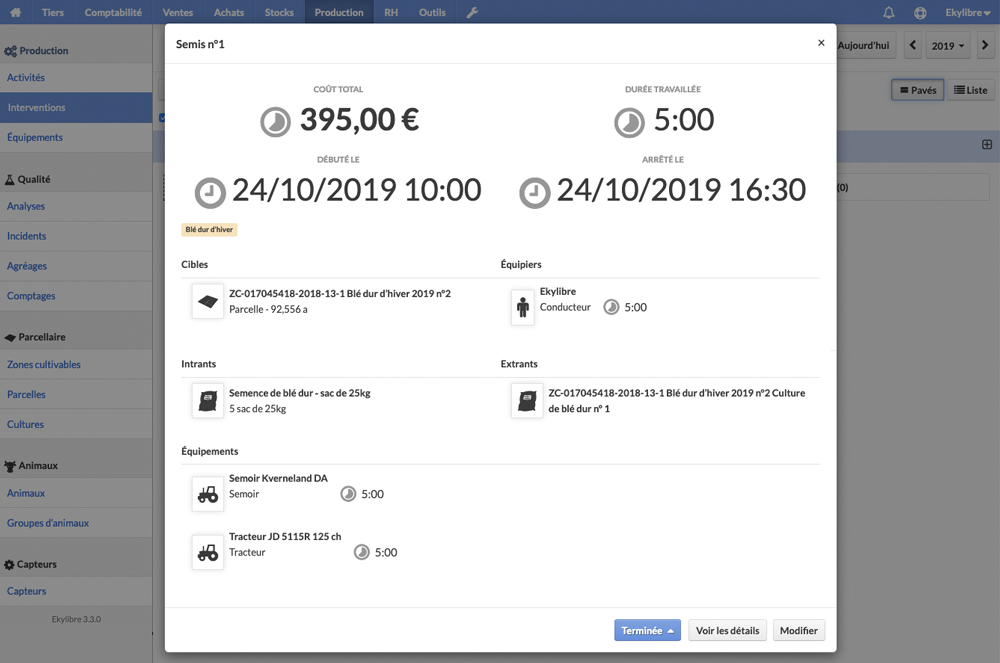 Tiers Comptabilité Ventes Achats Stocks Production RH Outils Ekylibre
Semis n°1 ×
Aujourd'hui 2019
Production
Activités
Interventions
Équipements
Qualité
Analyses
Incidents
Agréages
Comptages
Parcellaire
Zones cultivables
Parcelles
Cultures
Animaux
Animaux
Groupes d'animaux
Capteurs
Capteurs
Ekylibre 3.3.0
Pavés Liste
(0)
COÛT TOTAL
395,00 €
DURÉE TRAVAILLÉE
5:00
DÉBUTÉ LE
24/10/2019 10:00
ARRÊTÉ LE
24/10/2019 16:30
Blé dur d'hiver
Cibles
ZC-017045418-2018-13-1 Blé dur d'hiver 2019 n°2
Parcelle - 92,556 a
Équipiers
Ekylibre
Conducteur 5:00
Intrants
Semence de blé dur - sac de 25kg
5 sac de 25kg
Extrants
ZC-017045418-2018-13-1 Blé dur d'hiver 2019 n°2 Culture
de blé dur n° 1
Équipements
Semoir Kverneland DA
Semoir 5:00
Tracteur JD 5115R 125 ch
Tracteur 5:00
Terminée Voir les détails Modifier